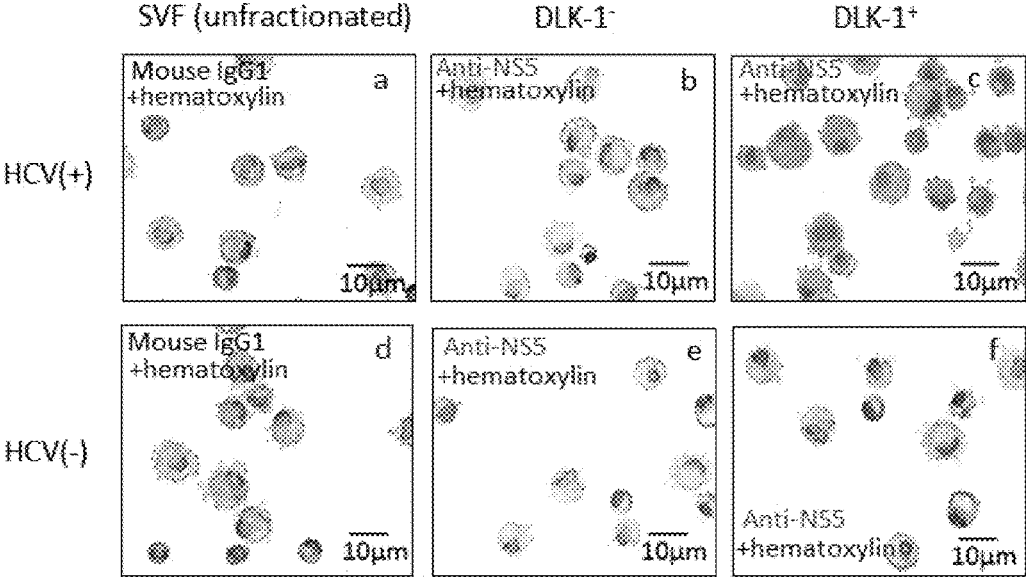 SVF (unfractionated)
DLK-1⁻
DLK-1⁺
HCV(+)
Mouse IgG1
+hematoxylin
a
10μm
Anti-NS5
+hematoxylin
b
10μm
Anti-NS5
+hematoxylin
c
10μm
HCV(-)
Mouse IgG1
+hematoxylin
d
10μm
Anti-NS5
+hematoxylin
e
10μm
f
Anti-NS5
+hematoxylin
10μm